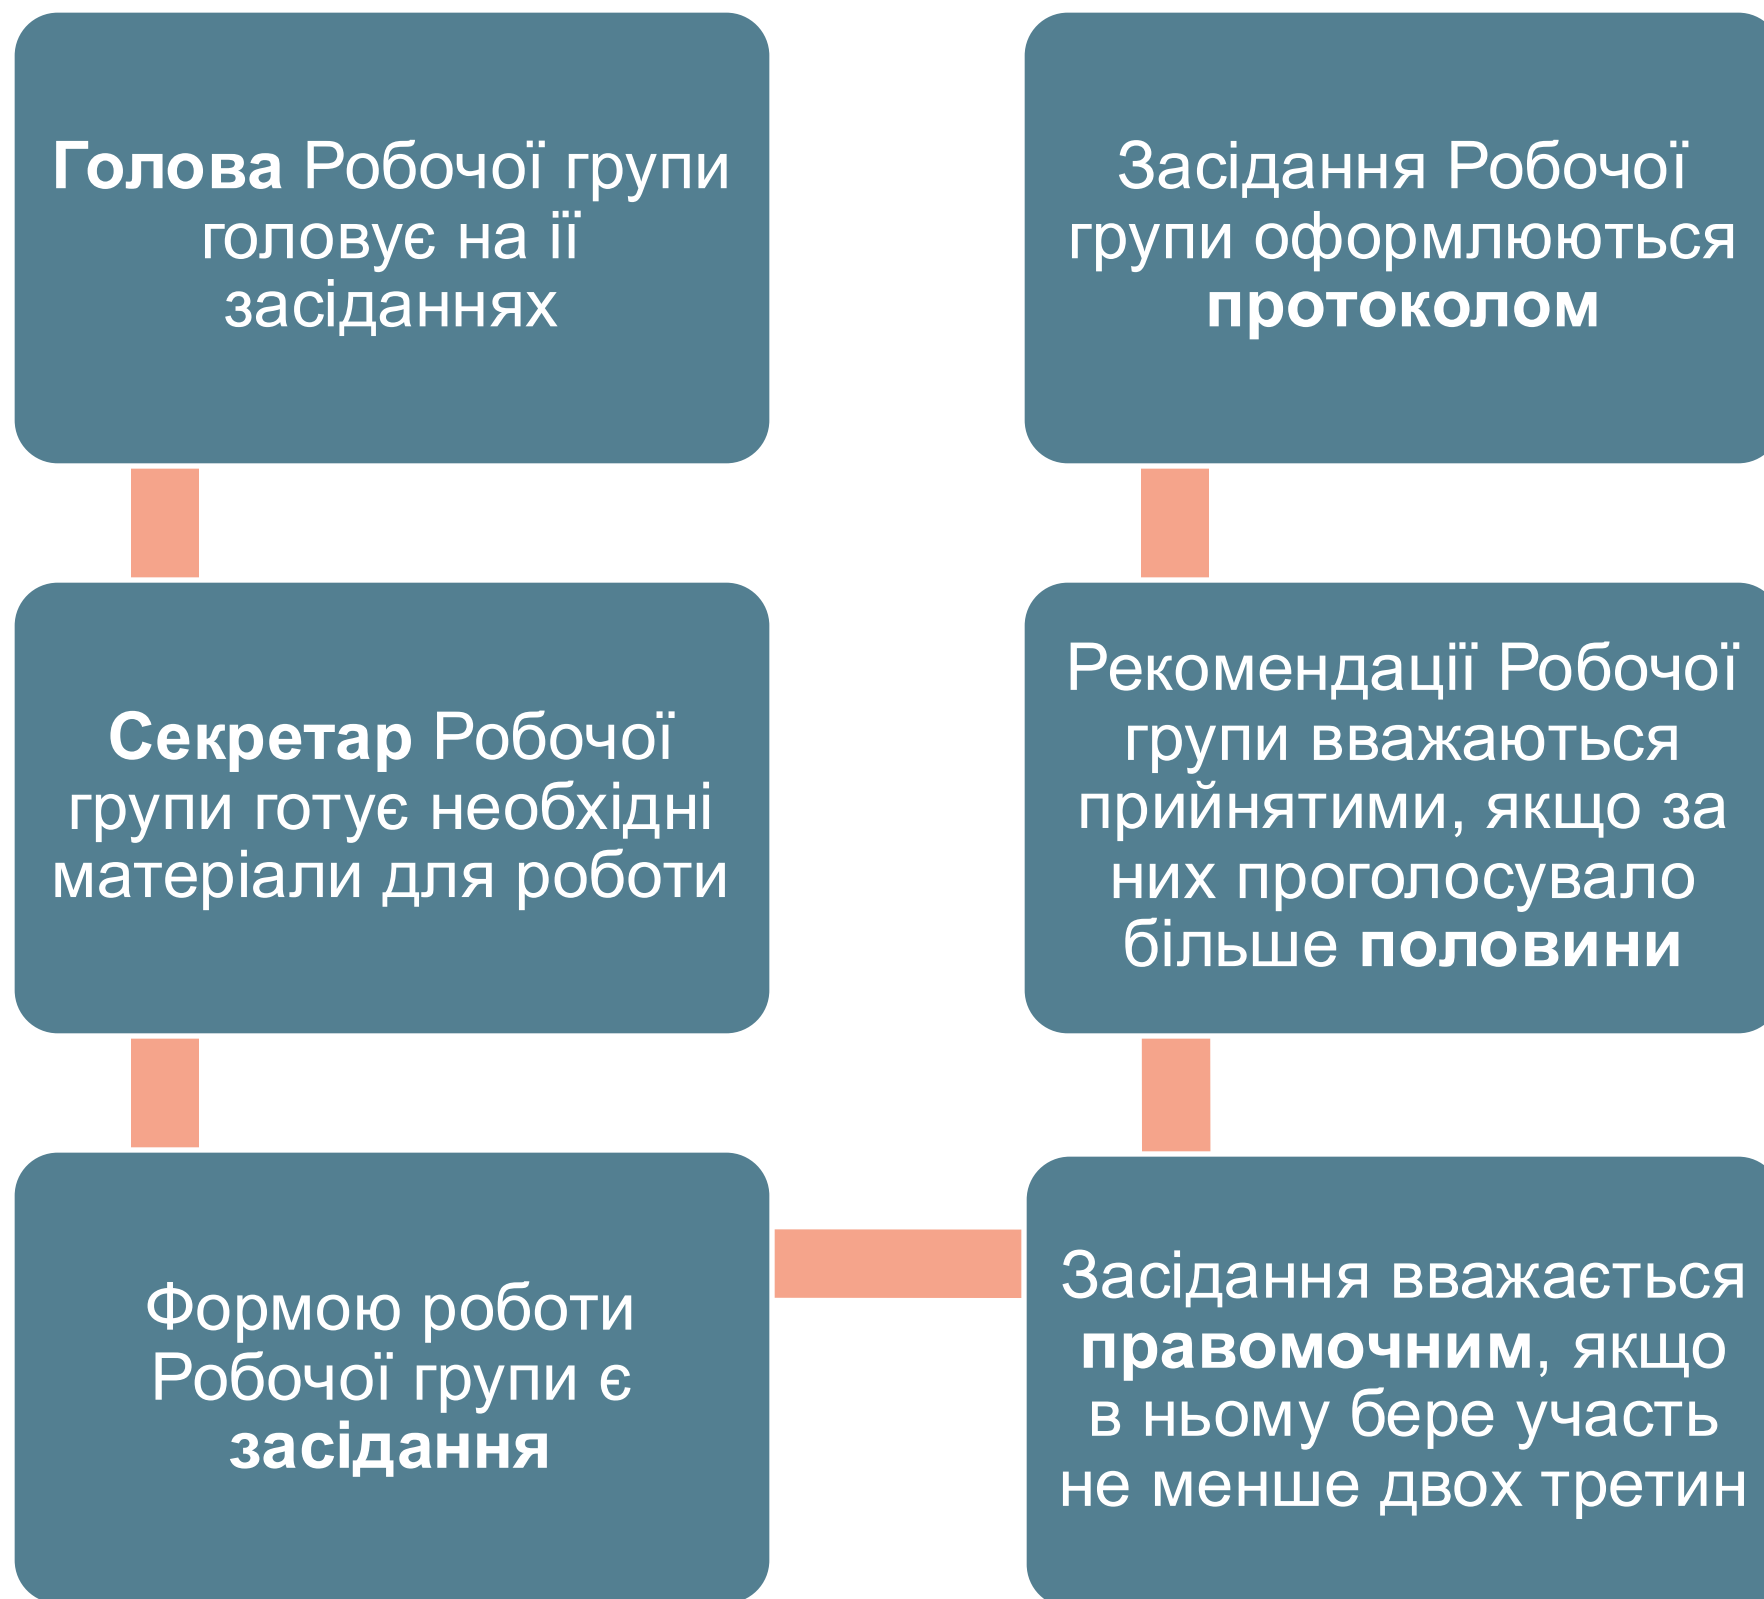 Голова Робочої групи
головує на її
засіданнях
Секретар Робочої
групи готує необхідні
матеріали для роботи
Формою роботи
Робочої групи є
засідання
Засідання вважається
правомочним, якщо
в ньому бере участь
не менше двох третин
Рекомендації Робочої
групи вважаються
прийнятими, якщо за
них проголосувало
більше половини
Засідання Робочої
групи оформлюються
протоколом